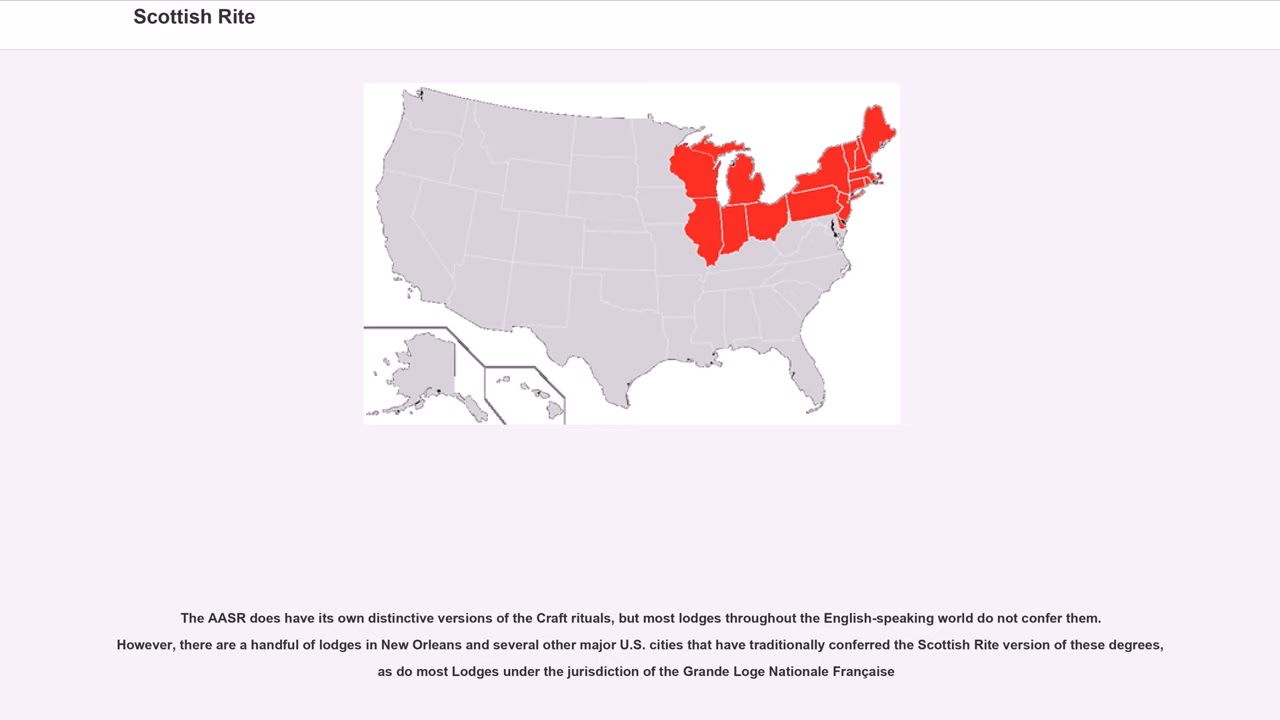 Scottish Rite
The AASR does have its own distinctive versions of the Craft rituals, but most lodges throughout the English-speaking world do not confer them.
However, there are a handful of lodges in New Orleans and several other major U.S. cities that have traditionally conferred the Scottish Rite version of these degrees,
as do most Lodges under the jurisdiction of the Grande Loge Nationale Française